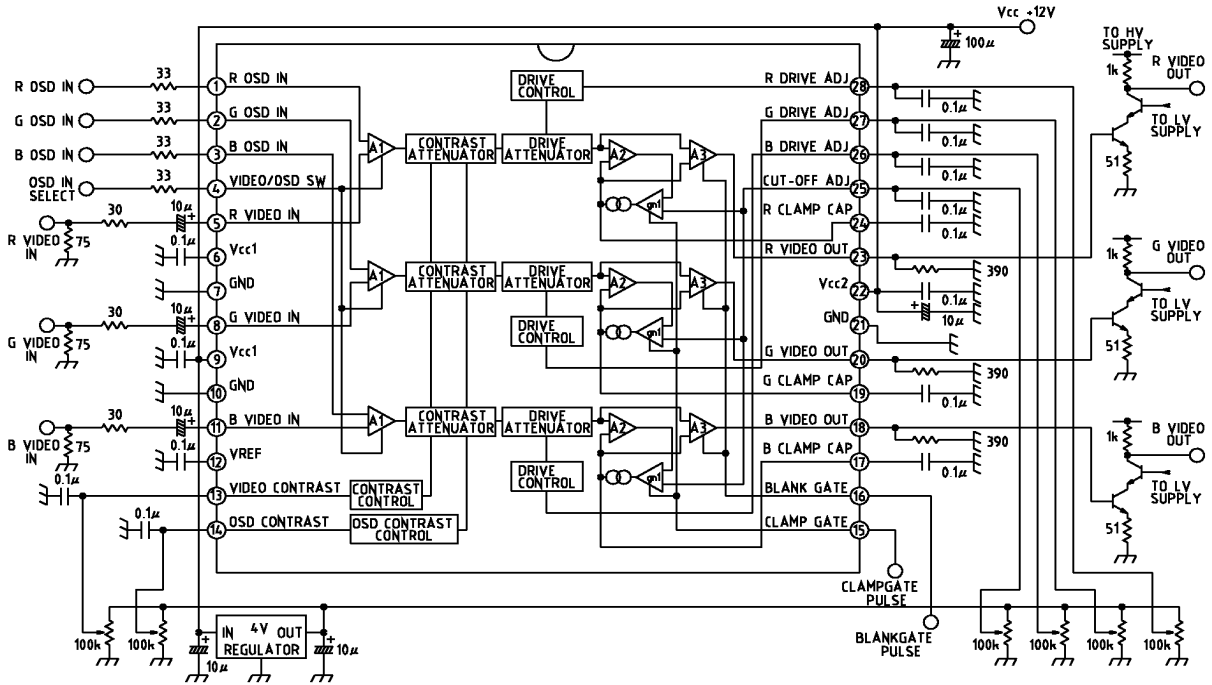 Vcc +12V
100μ
TO HV
SUPPLY
1k
R VIDEO
OUT
TO LV
SUPPLY
51
1k
G VIDEO
OUT
TO LV
SUPPLY
51
1k
B VIDEO
OUT
TO LV
SUPPLY
51
R OSD IN
33
G OSD IN
33
B OSD IN
33
OSD IN
SELECT
33
30
10μ
+
R VIDEO
IN
75
0.1μ
30
10μ
+
G VIDEO
IN
75
0.1μ
30
10μ
+
B VIDEO
IN
75
0.1μ
0.1μ
0.1μ
1 R OSD IN
2 G OSD IN
3 B OSD IN
4 VIDEO/OSD SW
5 R VIDEO IN
6 Vcc1
7 GND
8 G VIDEO IN
9 Vcc1
10 GND
11 B VIDEO IN
12 VREF
13 VIDEO CONTRAST
14 OSD CONTRAST
DRIVE
CONTROL
A1
CONTRAST
ATTENUATOR
DRIVE
ATTENUATOR
A2
A3
gm1
A1
CONTRAST
ATTENUATOR
DRIVE
ATTENUATOR
A2
A3
DRIVE
CONTROL
gm1
A1
CONTRAST
ATTENUATOR
DRIVE
ATTENUATOR
A2
A3
DRIVE
CONTROL
gm1
CONTRAST
CONTROL
OSD CONTRAST
CONTROL
R DRIVE ADJ 28
0.1μ
G DRIVE ADJ 27
0.1μ
B DRIVE ADJ 26
0.1μ
CUT-OFF ADJ 25
0.1μ
R CLAMP CAP 24
0.1μ
R VIDEO OUT 23
390
Vcc2 22
0.1μ
+
10μ
GND 21
G VIDEO OUT 20
390
G CLAMP CAP 19
0.1μ
B VIDEO OUT 18
390
B CLAMP CAP 17
0.1μ
BLANK GATE 16
CLAMP GATE 15
CLAMPGATE
PULSE
BLANKGATE
PULSE
100k
100k
IN 4V OUT
REGULATOR
+
10μ
+
10μ
100k
100k
100k
100k